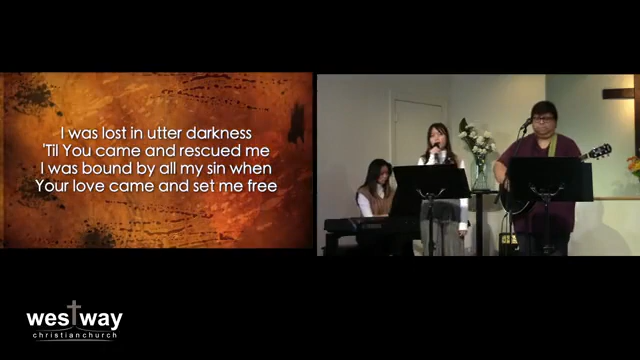 I was lost in utter darkness
'Til You came and rescued me
I was bound by all my sin when
Your love came and set me free
westway
christianchurch